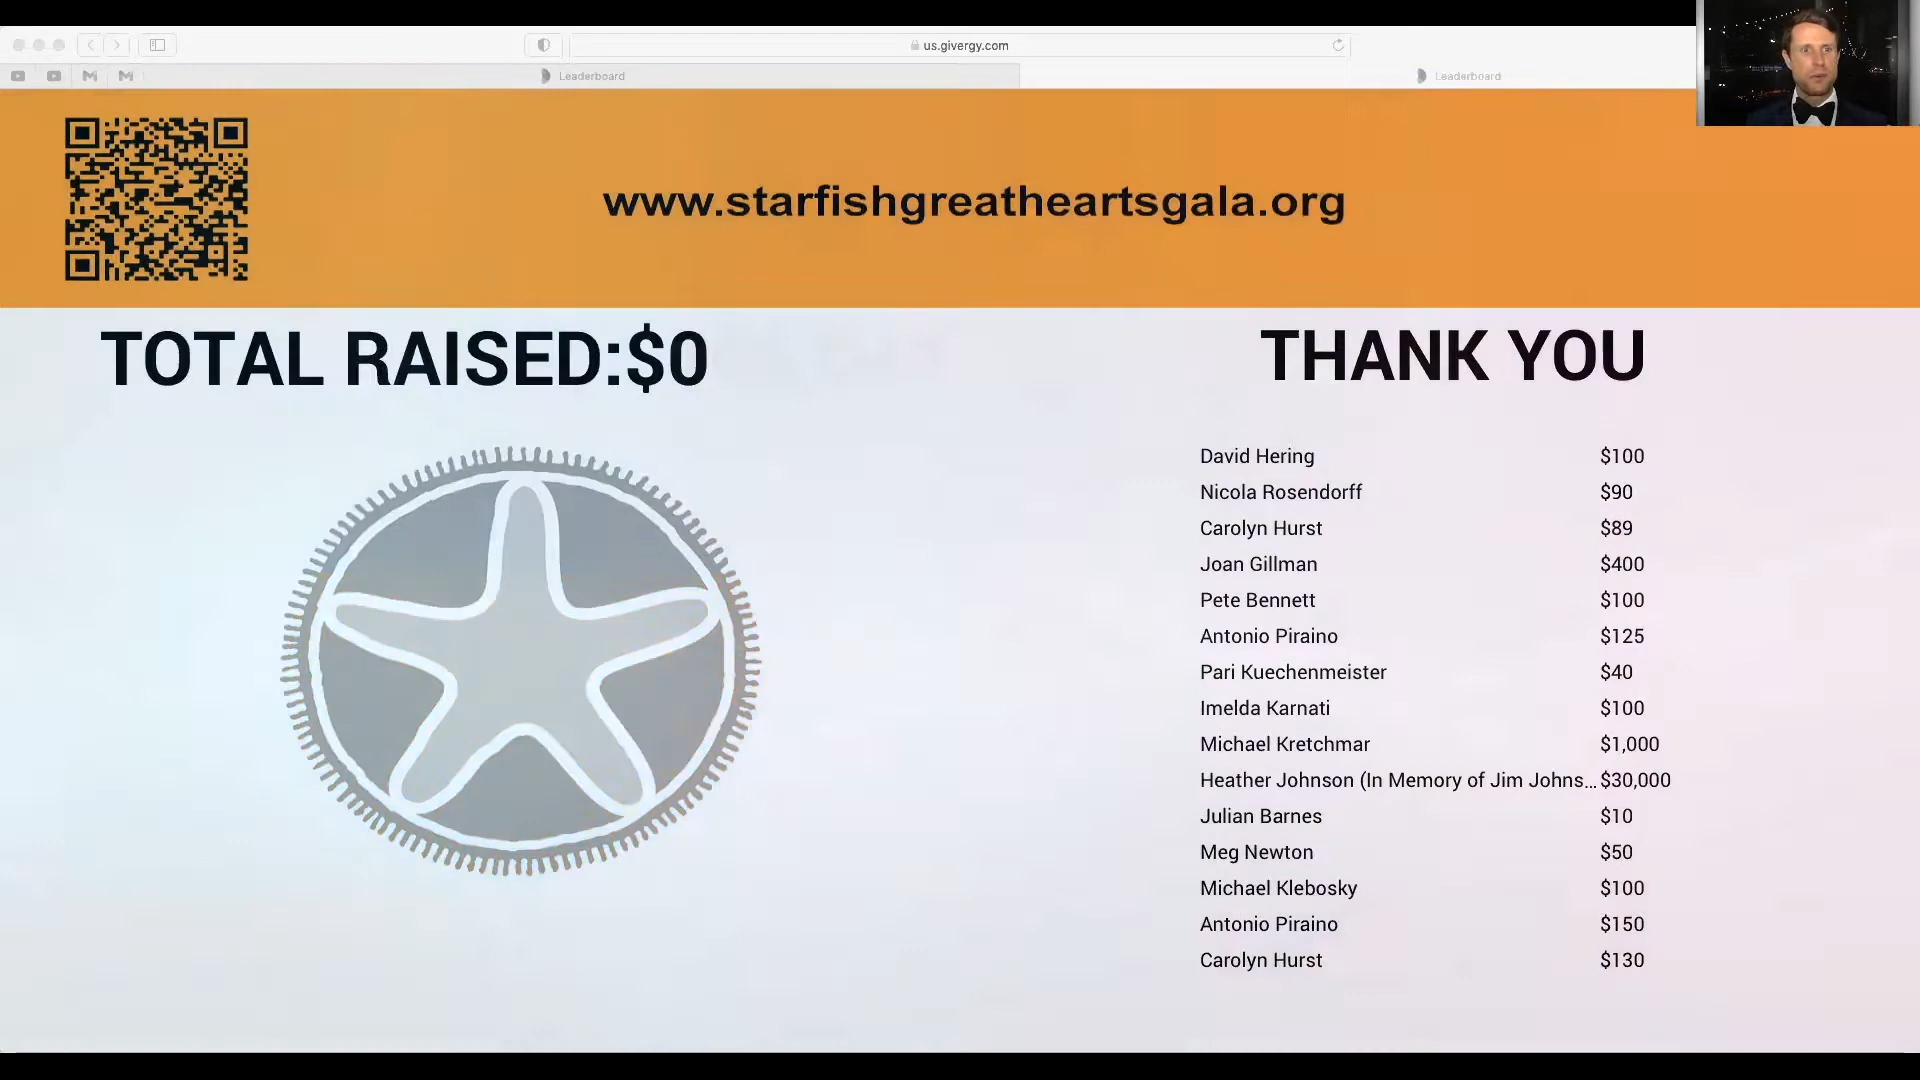 us.givergy.com
Leaderboard
Leaderboard
www.starfishgreatheartsgala.org
TOTAL RAISED:$0
THANK YOU
David Hering $100
Nicola Rosendorff $90
Carolyn Hurst $89
Joan Gillman $400
Pete Bennett $100
Antonio Piraino $125
Pari Kuechenmeister $40
Imelda Karnati $100
Michael Kretchmar $1,000
Heather Johnson (In Memory of Jim Johns... $30,000
Julian Barnes $10
Meg Newton $50
Michael Klebosky $100
Antonio Piraino $150
Carolyn Hurst $130